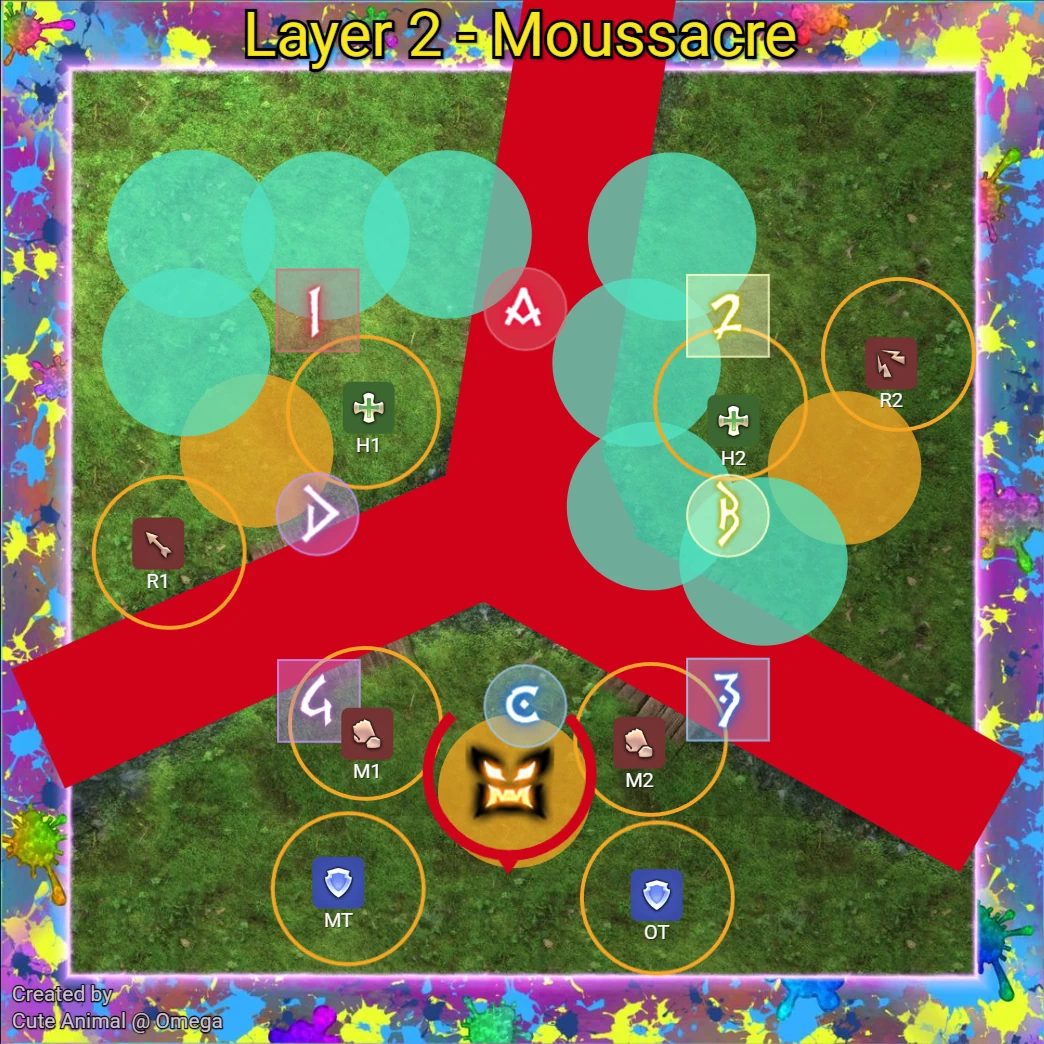 Layer 2 - Moussacre
1
A
2
R2
H1
H2
D
B
R1
4
C
3
M1
M2
MT
OT
Created by
Cute Animal @ Omega